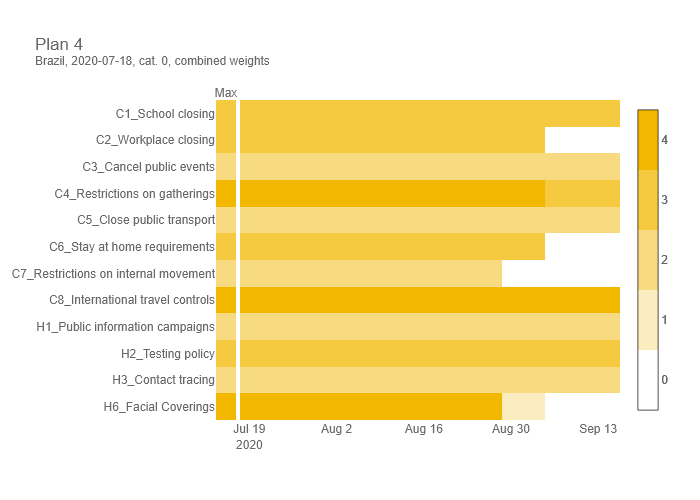 Plan 4
Brazil, 2020-07-18, cat. 0, combined weights
Max
C1_School closing
C2_Workplace closing
C3_Cancel public events
C4_Restrictions on gatherings
C5_Close public transport
C6_Stay at home requirements
C7_Restrictions on internal movement
C8_International travel controls
H1_Public information campaigns
H2_Testing policy
H3_Contact tracing
H6_Facial Coverings
Jul 19 Aug 2 Aug 16 Aug 30 Sep 13
2020
4
3
2
1
0